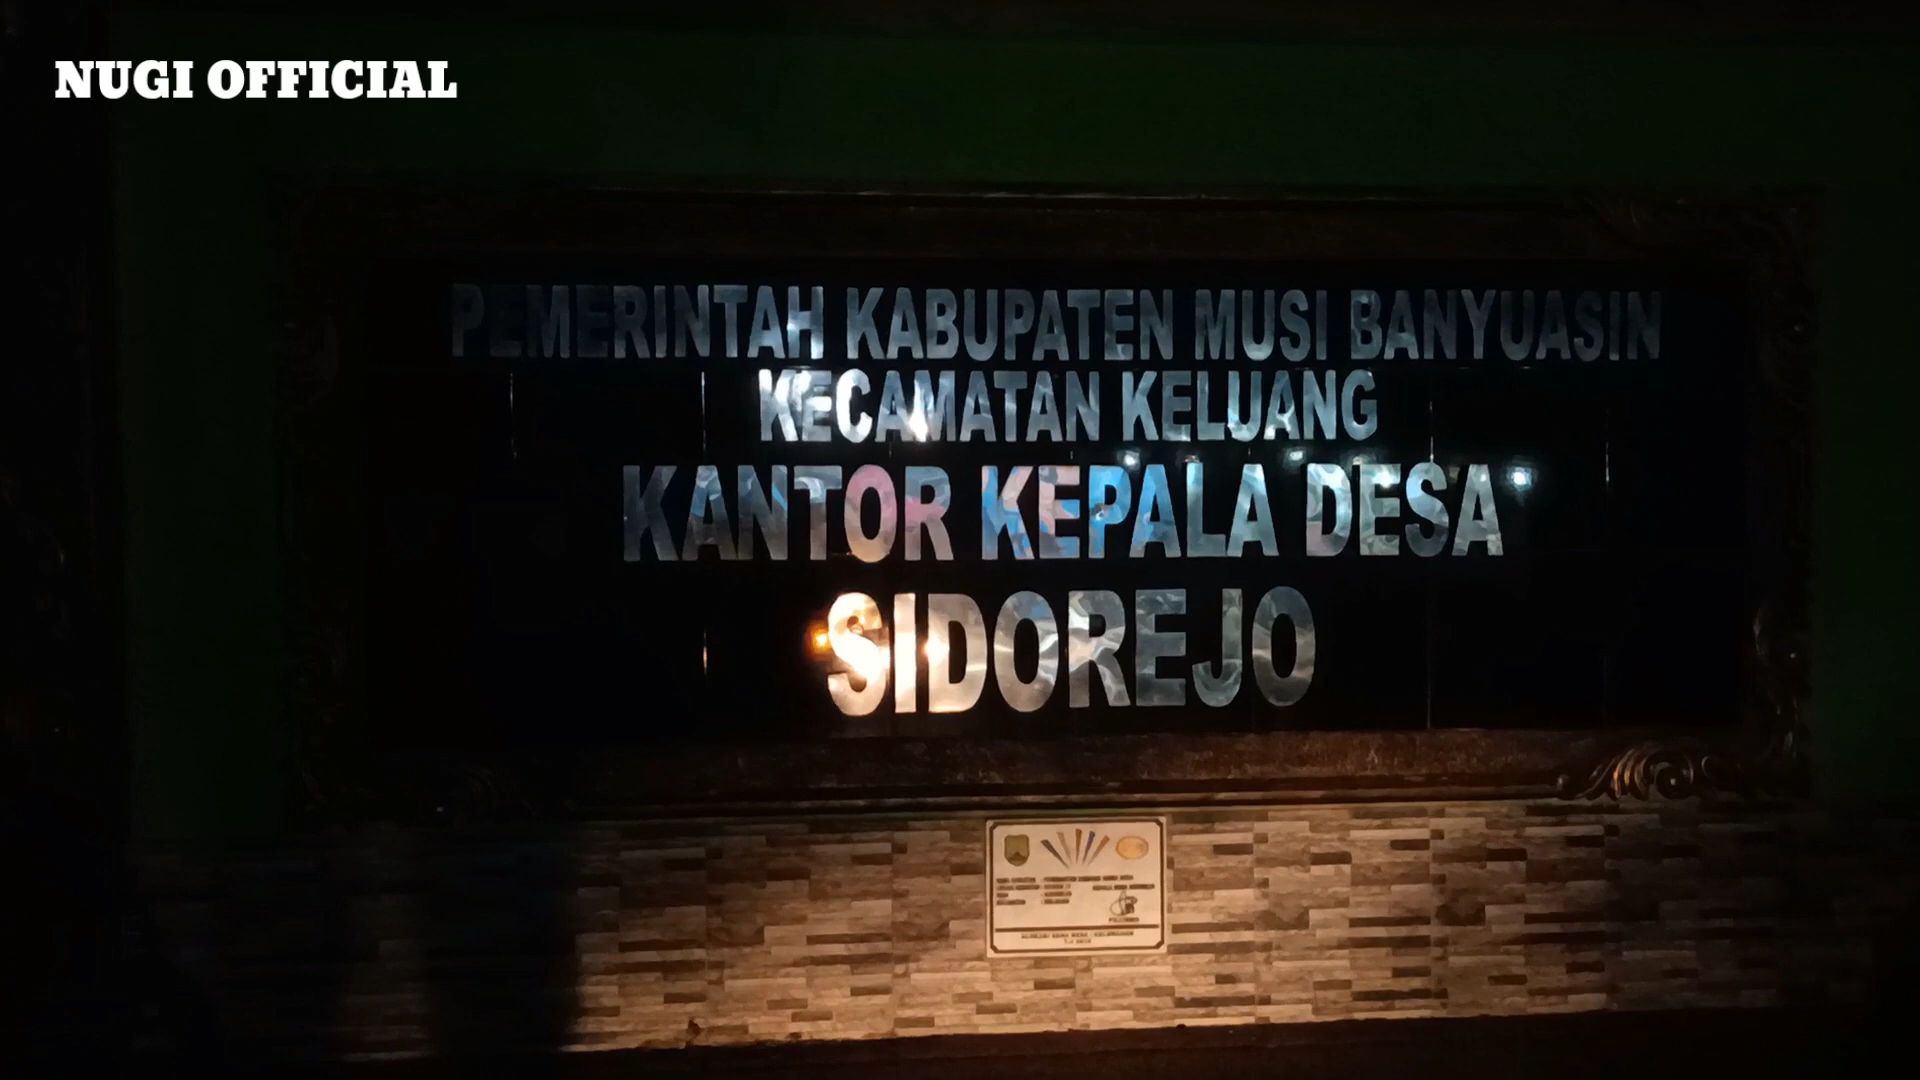 NUGI OFFICIAL
PEMERINTAH KABUPATEN MUSI BANYUASIN
KECAMATAN KELUANG
KANTOR KEPALA DESA
SIDOREJO